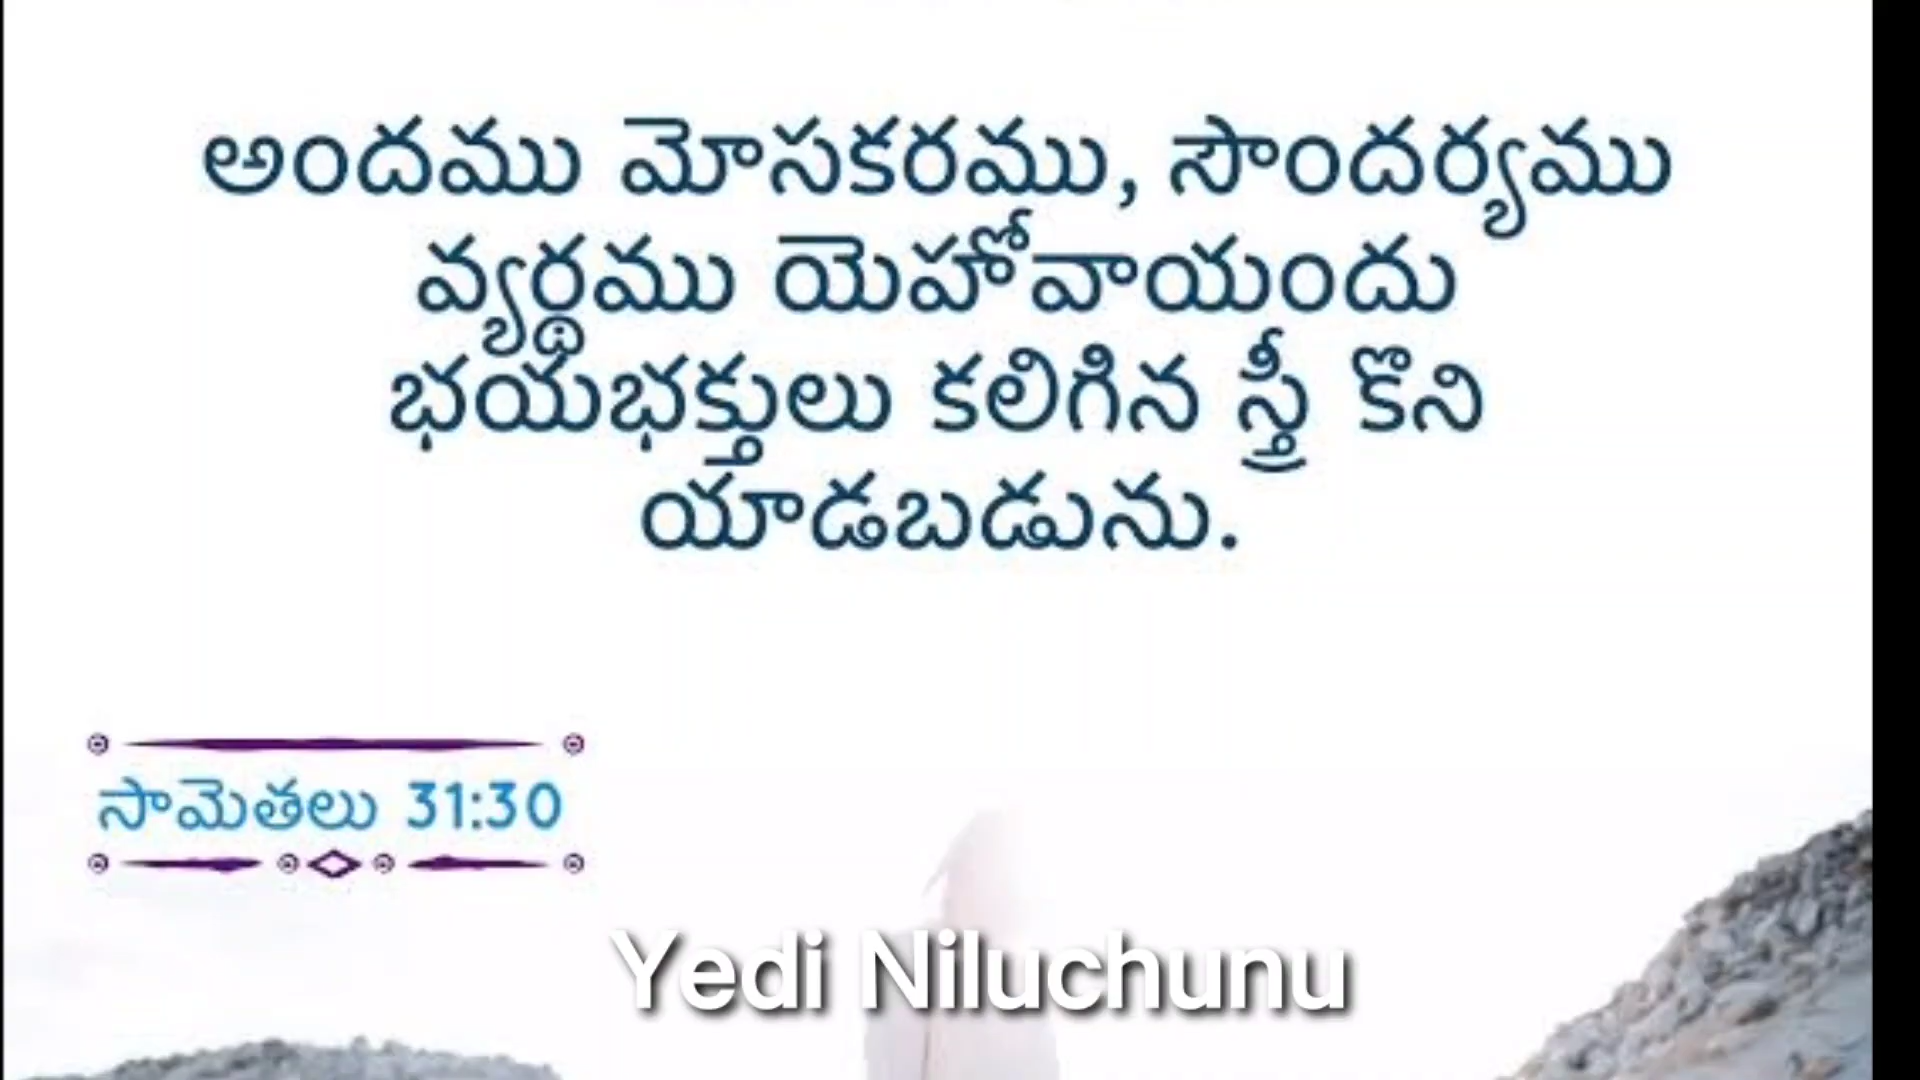 అందము మోసకరము, సౌందర్యము
వ్యర్థము యెహోవాయందు
భయభక్తులు కలిగిన స్త్రీ కొని
యాడబడును.
సామెతలు 31:30
Yedi Niluchunu